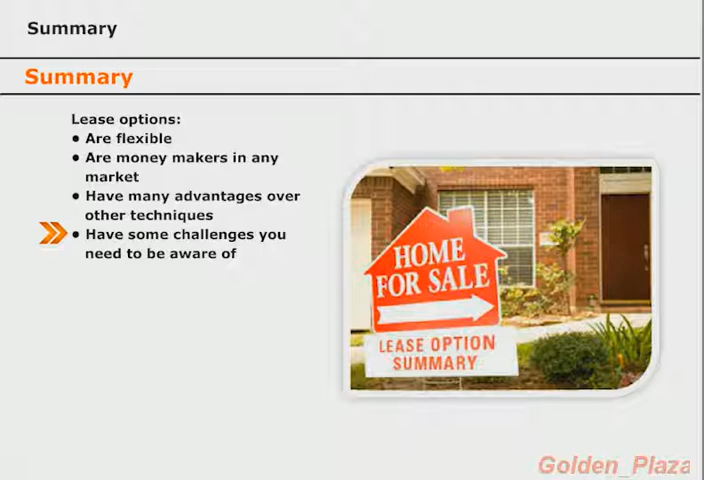 Summary
Summary
Lease options:
• Are flexible
• Are money makers in any
market
• Have many advantages over
other techniques
• Have some challenges you
need to be aware of
HOME
FOR SALE
LEASE OPTION
SUMMARY
Golden_Plaza